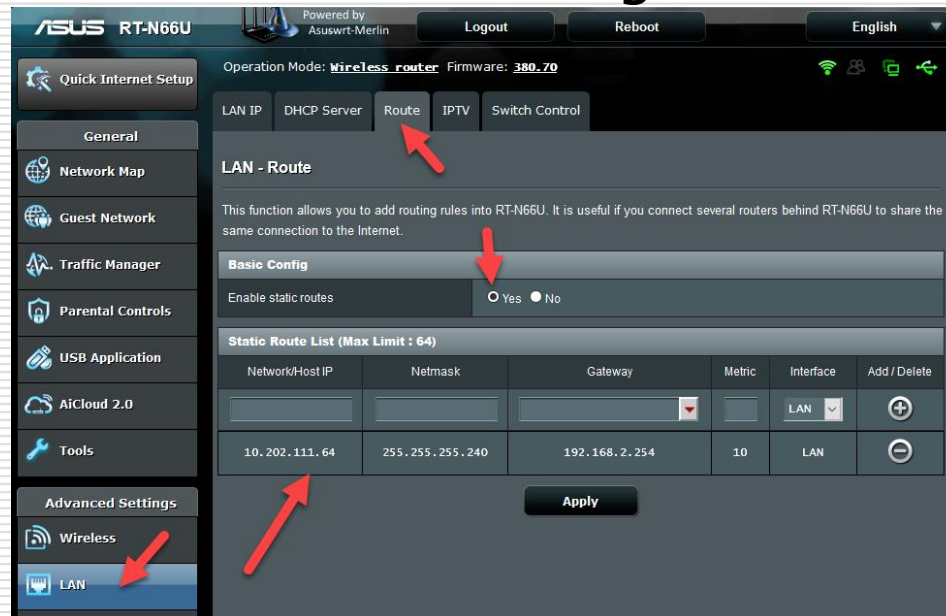 ASUS RT-N66U
Powered by
Asuswrt-Merlin
Logout
Reboot
English
Quick Internet Setup
Operation Mode: Wireless router Firmware: 380.70
LAN IP DHCP Server Route IPTV Switch Control
General
Network Map
Guest Network
Traffic Manager
Parental Controls
USB Application
AiCloud 2.0
Tools
Advanced Settings
Wireless
LAN
LAN - Route
This function allows you to add routing rules into RT-N66U. It is useful if you connect several routers behind RT-N66U to share the
same connection to the Internet.
Basic Config
Enable static routes Yes No
Static Route List (Max Limit : 64)
Network/Host IP Netmask Gateway Metric Interface Add / Delete
LAN
10.202.111.64 255.255.255.240 192.168.2.254 10 LAN
Apply